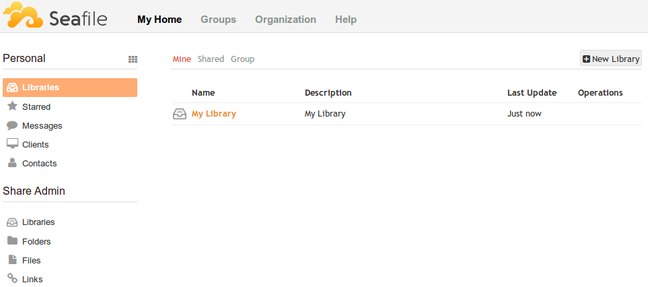 Seafile My Home Groups Organization Help
Personal
Libraries
Starred
Messages
Clients
Contacts
Share Admin
Libraries
Folders
Files
Links
Mine Shared Group New Library
Name Description Last Update Operations
My Library My Library Just now